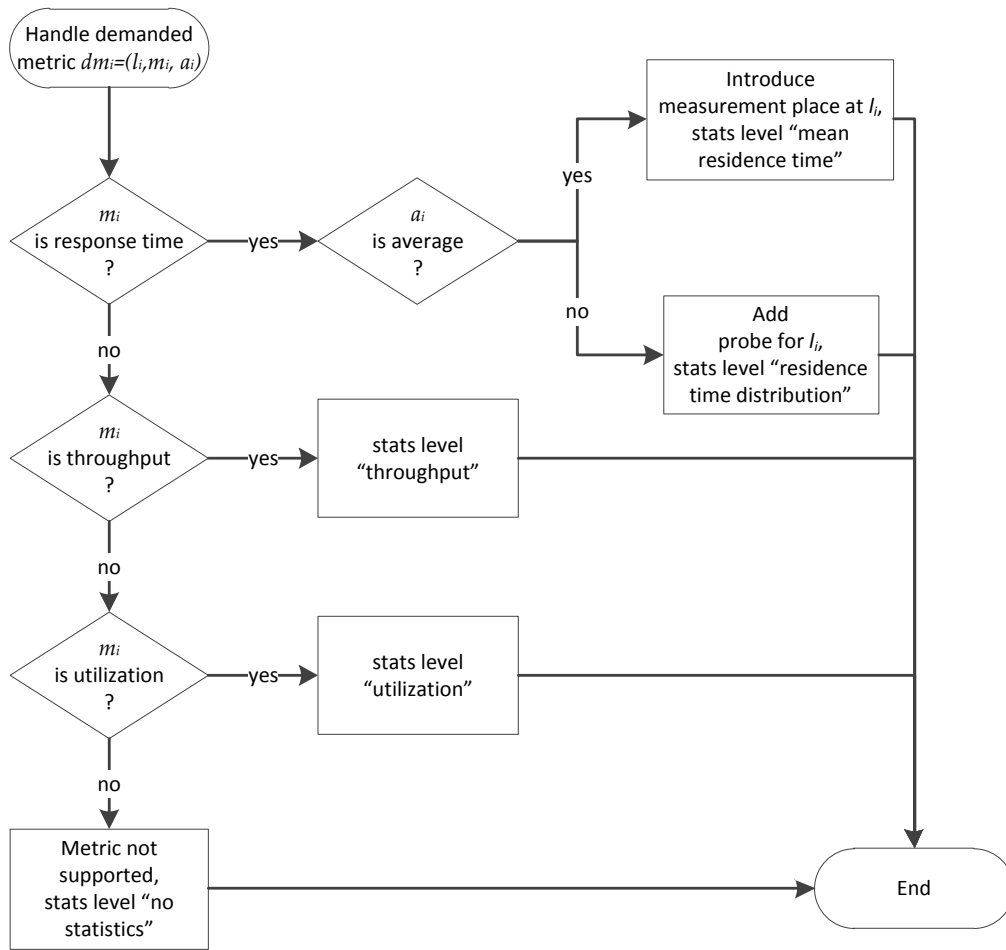 Handle demanded
metric dmᵢ=(lᵢ,mᵢ, aᵢ)
Introduce
measurement place at lᵢ,
stats level “mean
residence time”
yes
mᵢ
is response time
?
yes
aᵢ
is average
?
no
Add
probe for lᵢ,
stats level “residence
time distribution”
no
mᵢ
is throughput
?
yes
stats level
“throughput”
no
mᵢ
is utilization
?
yes
stats level
“utilization”
no
Metric not
supported,
stats level “no
statistics”
End